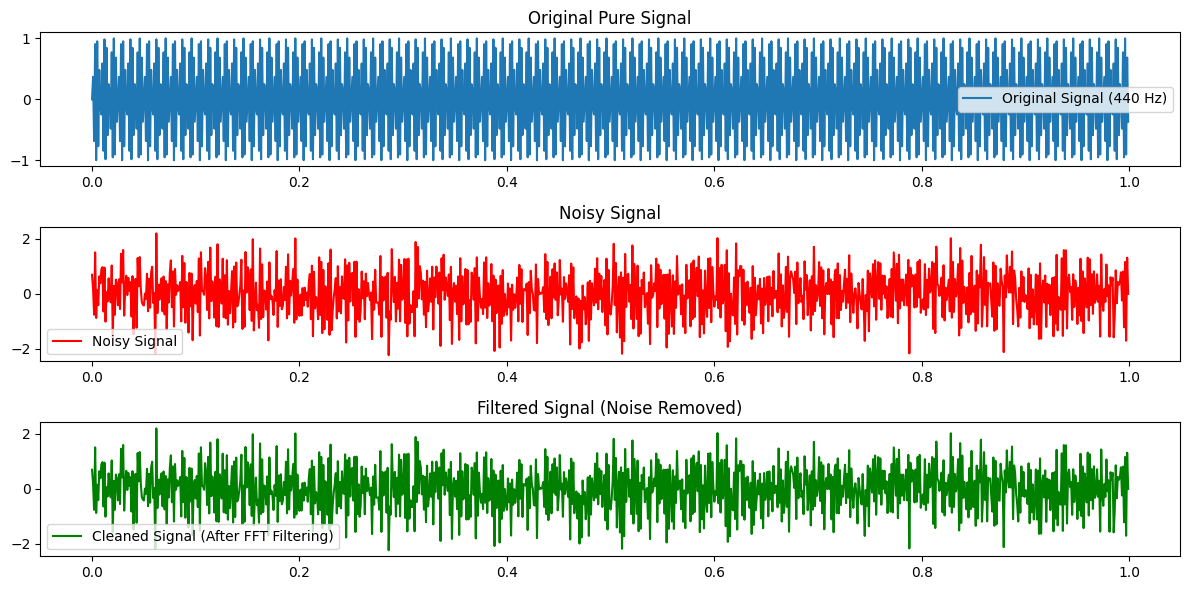 Original Pure Signal
1
0
−1
Original Signal (440 Hz)
0.0 0.2 0.4 0.6 0.8 1.0
Noisy Signal
2
0
−2
Noisy Signal
0.0 0.2 0.4 0.6 0.8 1.0
Filtered Signal (Noise Removed)
2
0
−2
Cleaned Signal (After FFT Filtering)
0.0 0.2 0.4 0.6 0.8 1.0